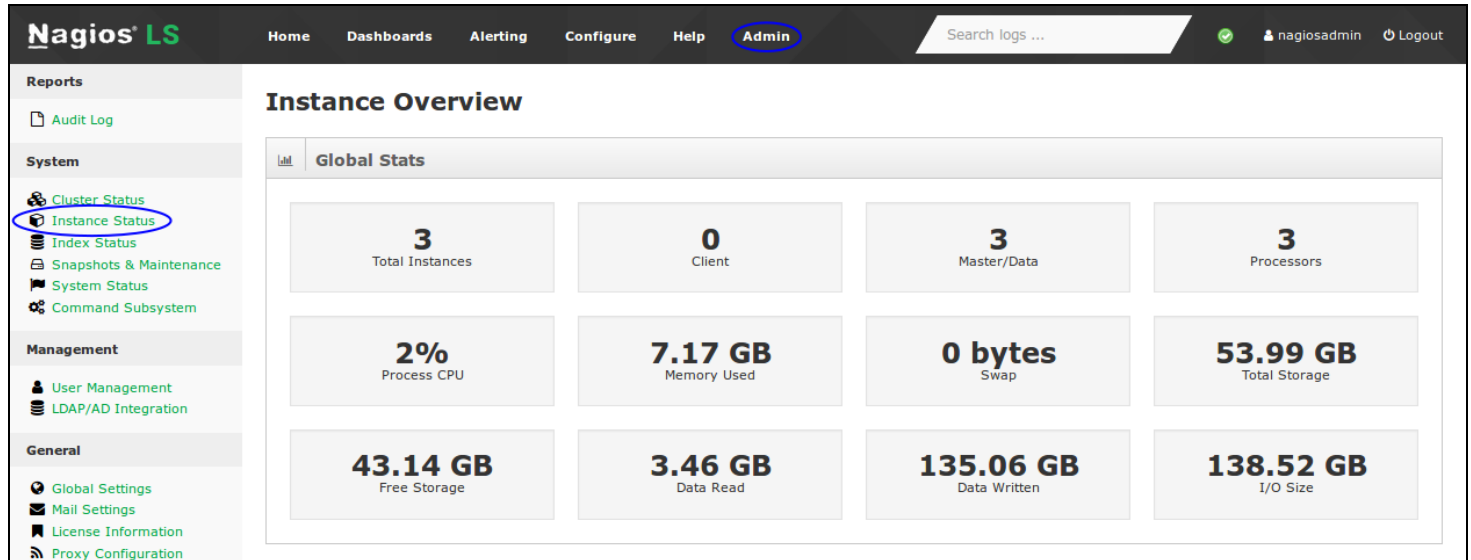 Nagios® LS
Home Dashboards Alerting Configure Help Admin
Search logs ...
nagiosadmin Logout
Reports
Audit Log
System
Cluster Status
Instance Status
Index Status
Snapshots & Maintenance
System Status
Command Subsystem
Management
User Management
LDAP/AD Integration
General
Global Settings
Mail Settings
License Information
Proxy Configuration
Instance Overview
Global Stats
3
Total Instances
0
Client
3
Master/Data
3
Processors
2%
Process CPU
7.17 GB
Memory Used
0 bytes
Swap
53.99 GB
Total Storage
43.14 GB
Free Storage
3.46 GB
Data Read
135.06 GB
Data Written
138.52 GB
I/O Size